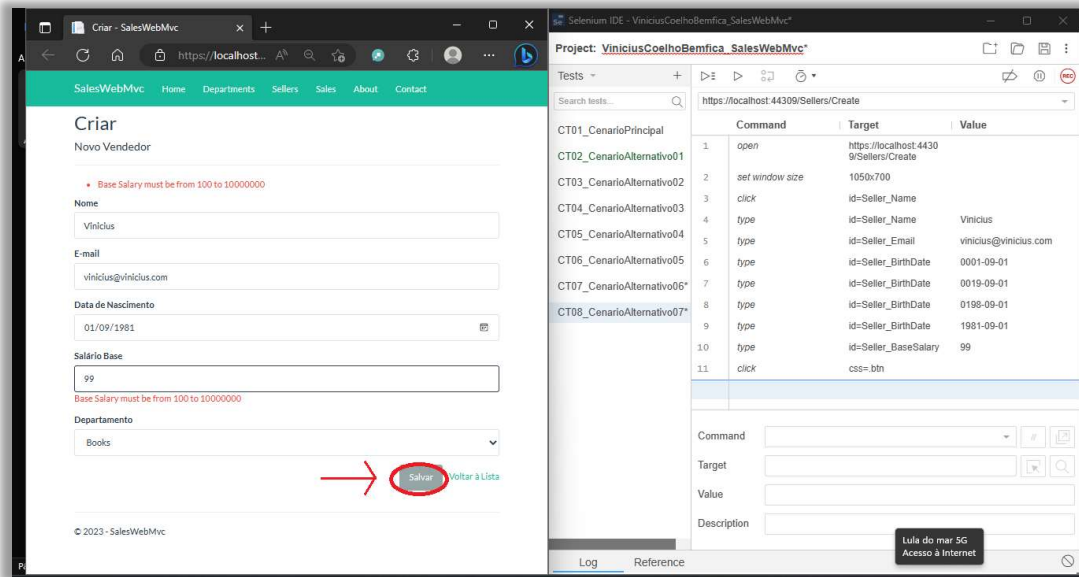 Criar - SalesWebMvc
https://localhost...
SalesWebMvc Home Departments Sellers Sales About Contact
Criar
Novo Vendedor
Base Salary must be from 100 to 10000000
Nome
Vinicius
E-mail
vinicius@vinicius.com
Data de Nascimento
01/09/1981
Salário Base
99
Base Salary must be from 100 to 10000000
Departamento
Books
Salvar Voltar à Lista
© 2023 - SalesWebMvc
Selenium IDE - ViniciusCoelhoBemfica_SalesWebMvc*
Project: ViniciusCoelhoBemfica_SalesWebMvc*
Tests
REC
Search tests...
https://localhost:44309/Sellers/Create
CT01_CenarioPrincipal
CT02_CenarioAlternativo01
CT03_CenarioAlternativo02
CT04_CenarioAlternativo03
CT05_CenarioAlternativo04
CT06_CenarioAlternativo05
CT07_CenarioAlternativo06*
CT08_CenarioAlternativo07*
Command Target Value
1 open https://localhost:4430
9/Sellers/Create
2 set window size 1050x700
3 click id=Seller_Name
4 type id=Seller_Name Vinicius
5 type id=Seller_Email vinicius@vinicius.com
6 type id=Seller_BirthDate 0001-09-01
7 type id=Seller_BirthDate 0019-09-01
8 type id=Seller_BirthDate 0198-09-01
9 type id=Seller_BirthDate 1981-09-01
10 type id=Seller_BaseSalary 99
11 click css=.btn
Command //
Target
Value
Description
Lula do mar 5G
Acesso à Internet
Log Reference